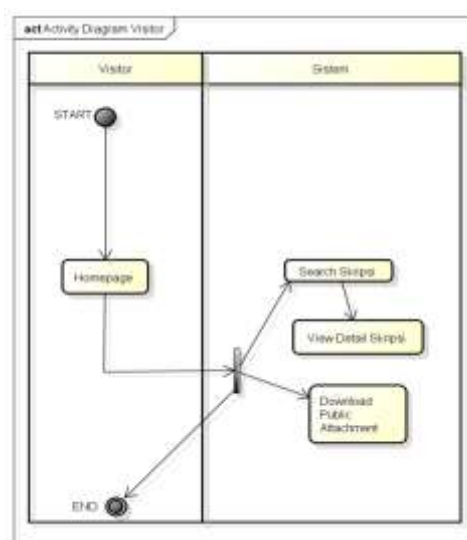 act Activity Diagram Visitor
Visitor
Sistem
START
Homepage
Search Skripsi
View Detail Skripsi
Download
Public
Attachment
END